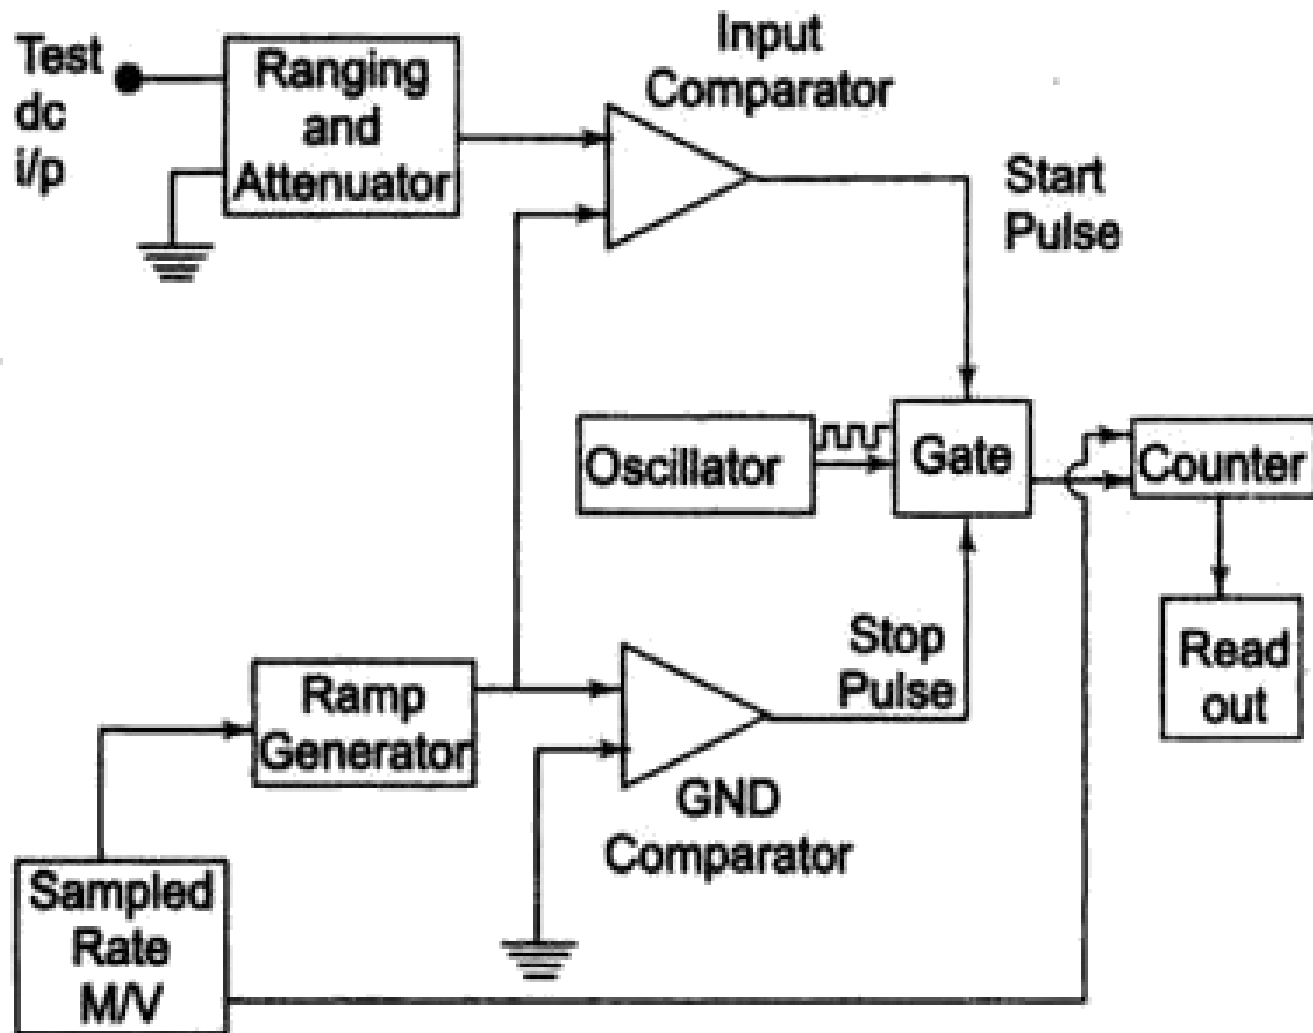 Test
dc
i/p
Ranging
and
Attenuator
Input
Comparator
Start
Pulse
Oscillator
Gate
Counter
Read
out
Stop
Pulse
Ramp
Generator
GND
Comparator
Sampled
Rate
M/V